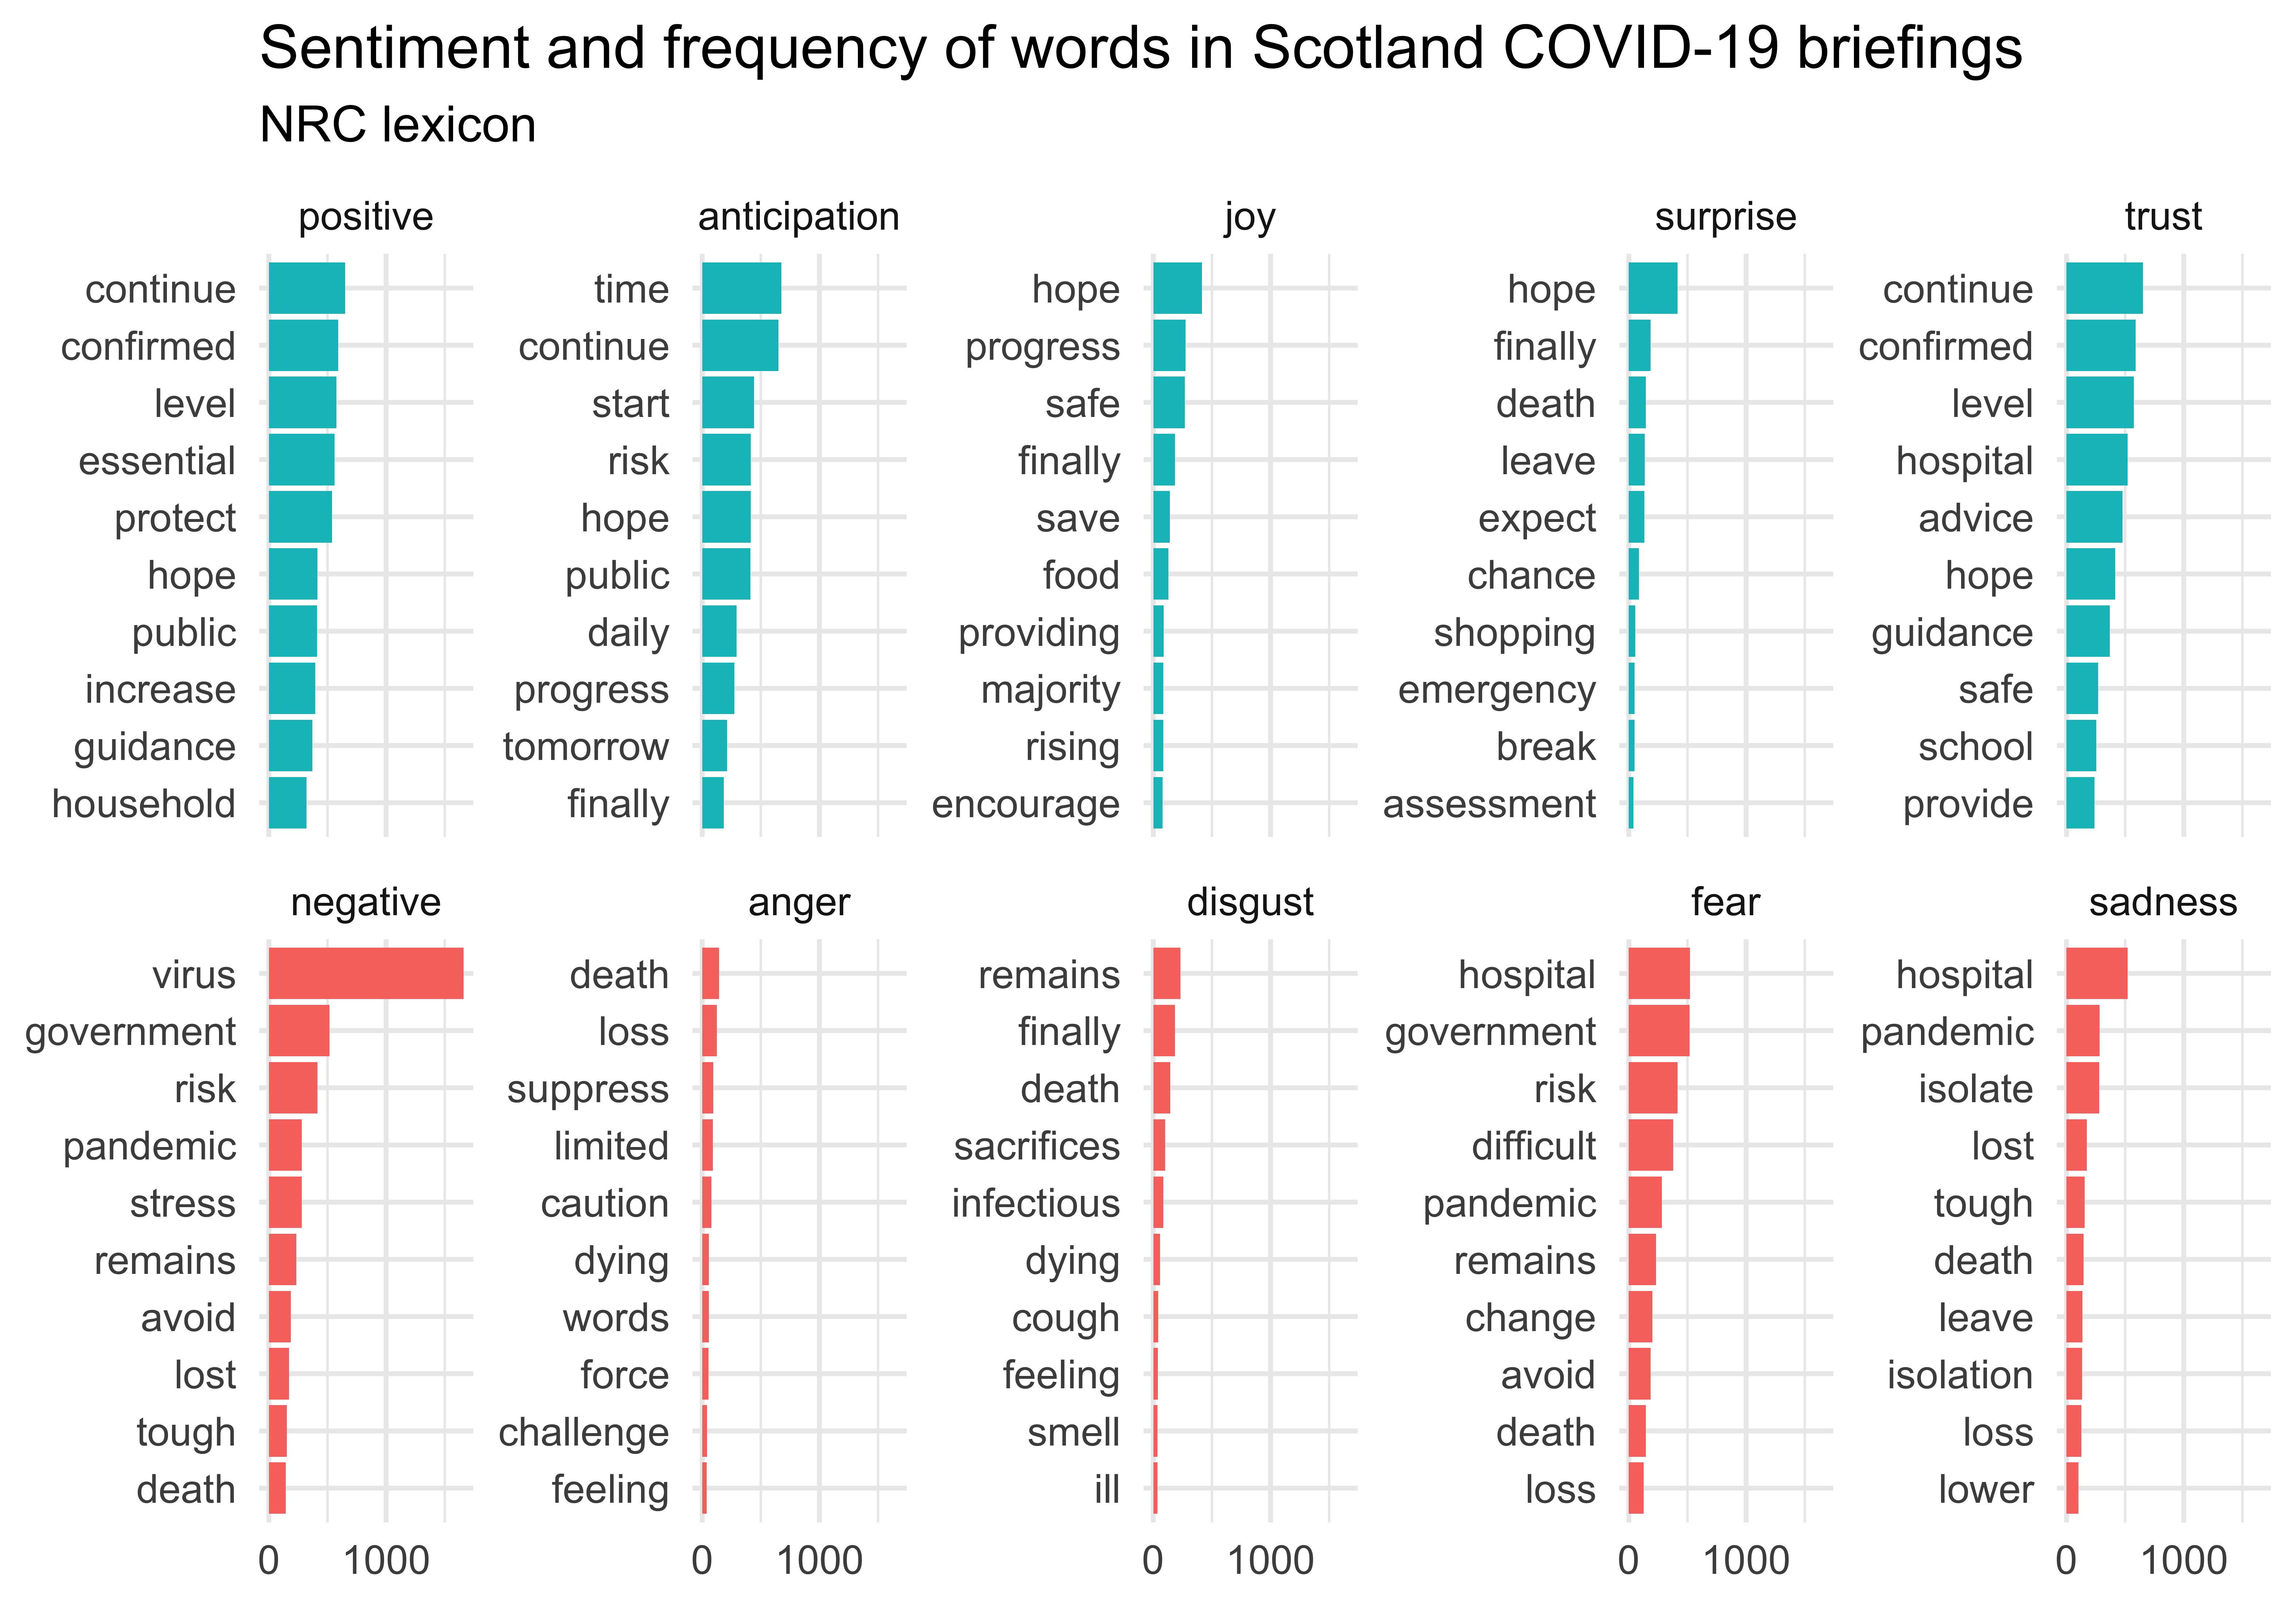 Sentiment and frequency of words in Scotland COVID-19 briefings
NRC lexicon
positive
continue
confirmed
level
essential
protect
hope
public
increase
guidance
household
anticipation
time
continue
start
risk
hope
public
daily
progress
tomorrow
finally
joy
hope
progress
safe
finally
save
food
providing
majority
rising
encourage
surprise
hope
finally
death
leave
expect
chance
shopping
emergency
break
assessment
trust
continue
confirmed
level
hospital
advice
hope
guidance
safe
school
provide
negative
virus
government
risk
pandemic
stress
remains
avoid
lost
tough
death
0 1000
anger
death
loss
suppress
limited
caution
dying
words
force
challenge
feeling
0 1000
disgust
remains
finally
death
sacrifices
infectious
dying
cough
feeling
smell
ill
0 1000
fear
hospital
government
risk
difficult
pandemic
remains
change
avoid
death
loss
0 1000
sadness
hospital
pandemic
isolate
lost
tough
death
leave
isolation
loss
lower
0 1000